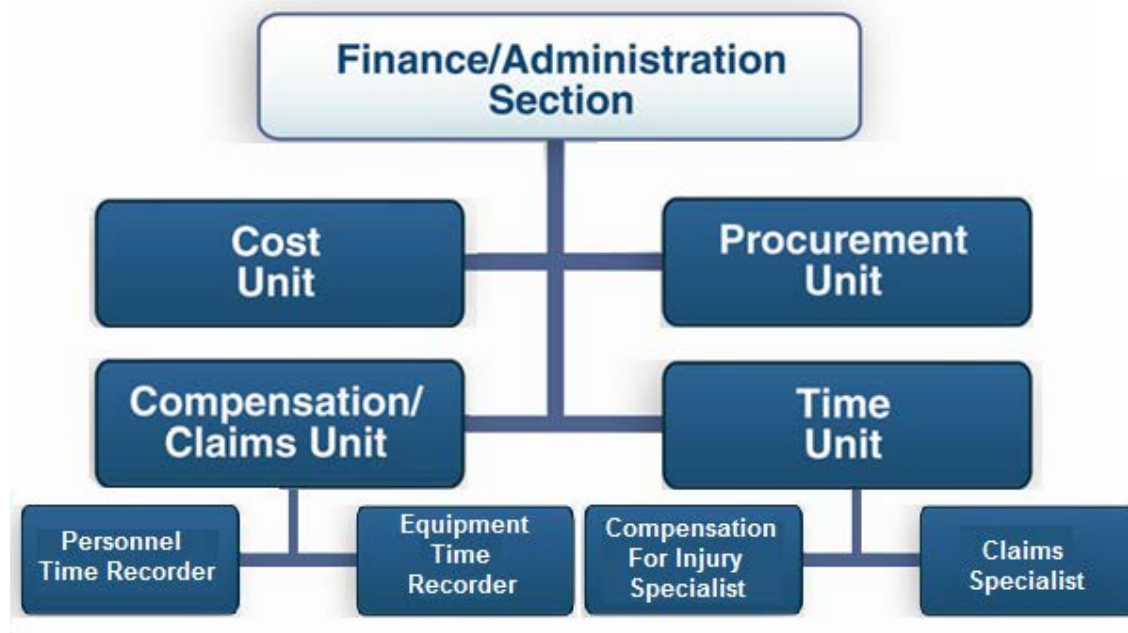 Finance/Administration
Section
Cost
Unit
Procurement
Unit
Compensation/
Claims Unit
Time
Unit
Personnel
Time Recorder
Equipment
Time
Recorder
Compensation
For Injury
Specialist
Claims
Specialist